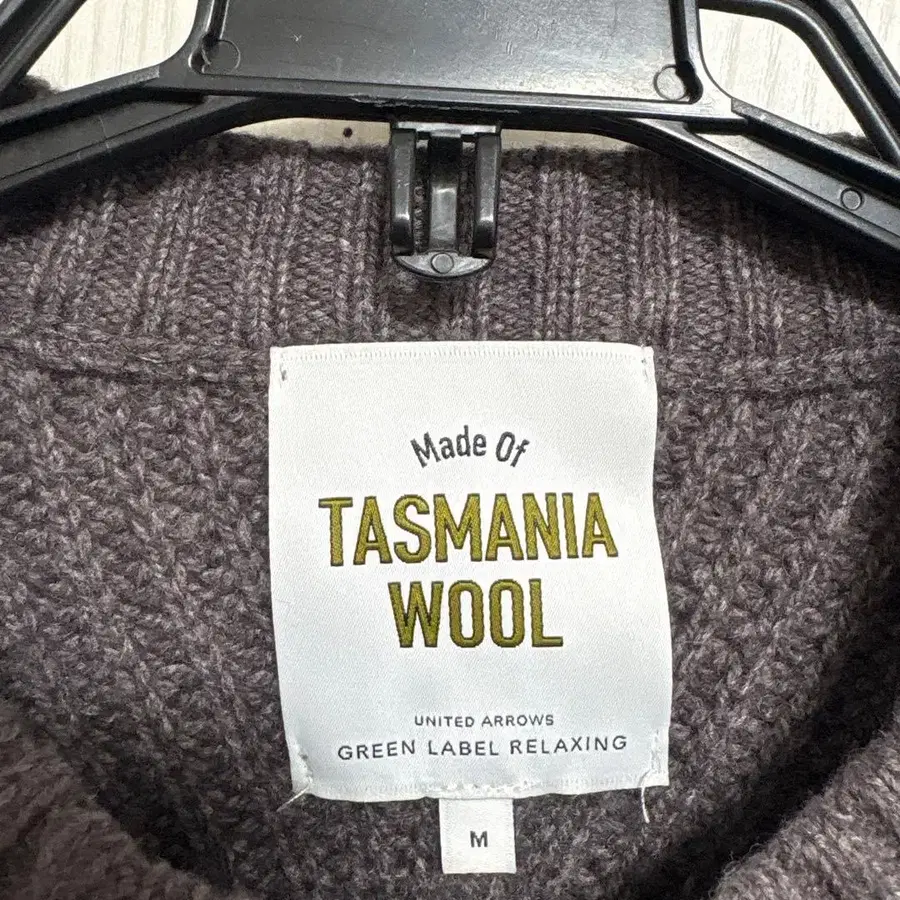 Made Of
TASMANIA
WOOL
UNITED ARROWS
GREEN LABEL RELAXING
M